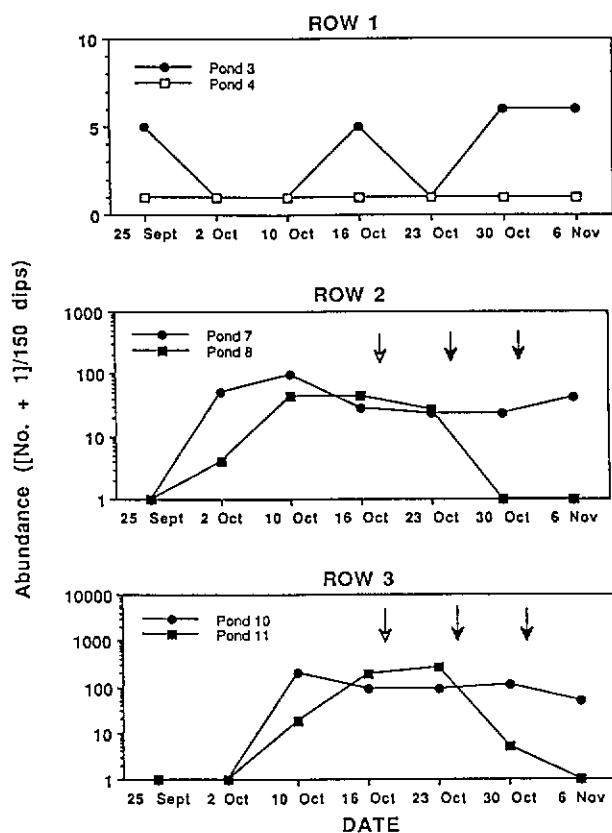 ROW 1
10
5
0
Pond 3
Pond 4
25 Sept 2 Oct 10 Oct 16 Oct 23 Oct 30 Oct 6 Nov
ROW 2
1000
100
10
1
Pond 7
Pond 8
25 Sept 2 Oct 10 Oct 16 Oct 23 Oct 30 Oct 6 Nov
ROW 3
10000
1000
100
10
1
Pond 10
Pond 11
25 Sept 2 Oct 10 Oct 16 Oct 23 Oct 30 Oct 6 Nov
DATE
Abundance ([No. + 1]/150 dips)